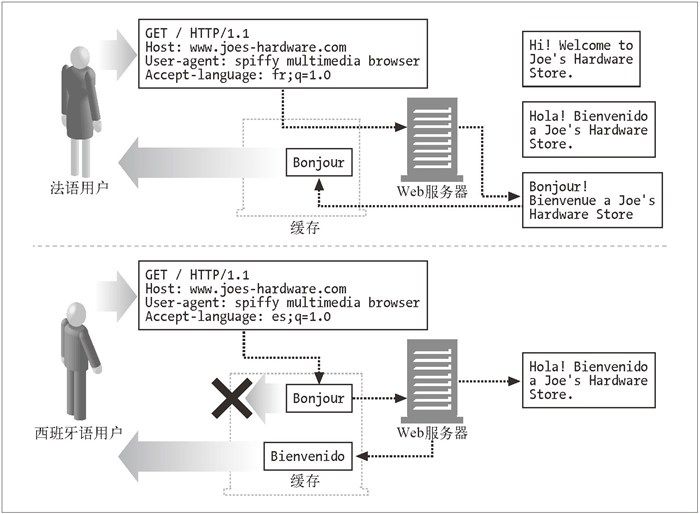 GET / HTTP/1.1
Host: www.joes-hardware.com
User-agent: spiffy multimedia browser
Accept-language: fr;q=1.0
Hi! Welcome to
Joe's Hardware
Store.
Hola! Bienvenido
a Joe's Hardware
Store.
Bonjour
Web服务器
法语用户
Bonjour!
Bienvenue a Joe's
Hardware Store
缓存
GET / HTTP/1.1
Host: www.joes-hardware.com
User-agent: spiffy multimedia browser
Accept-language: es;q=1.0
Hola! Bienvenido
a Joe's Hardware
Store.
Bonjour
西班牙语用户
Web服务器
Bienvenido
缓存